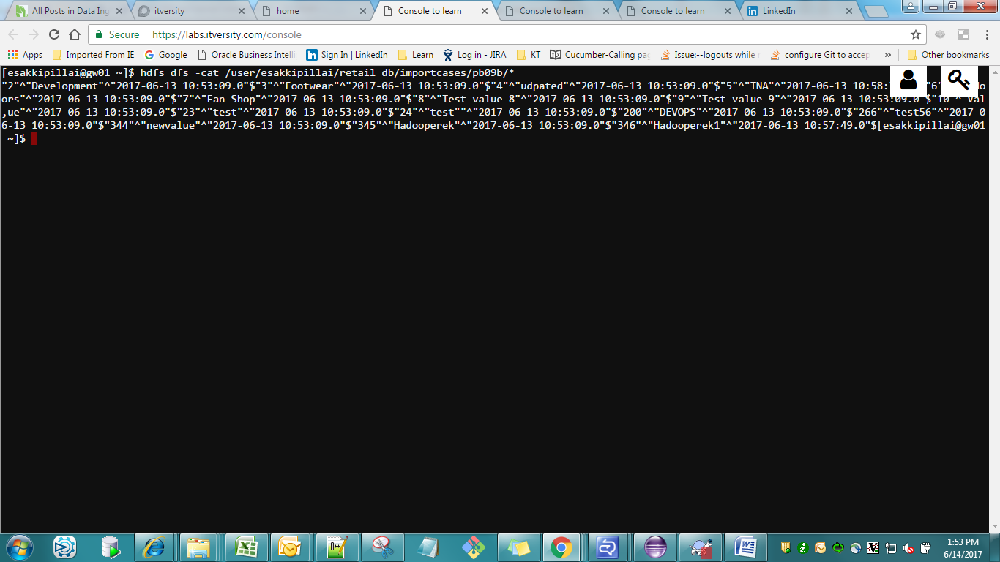 All Posts in Data Ing
itversity
home
Console to learn
Console to learn
Console to learn
LinkedIn
Secure
https://labs.itversity.com/console
Apps
Imported From IE
Google
Oracle Business Intelli
Sign In | LinkedIn
Learn
Log in - JIRA
KT
Cucumber-Calling pag
Issue:--logouts while
configure Git to accep
»
Other bookmarks
[esakkipillai@gw01 ~]$ hdfs dfs -cat /user/esakkipillai/retail_db/importcases/pb09b/*
"2"^"Development"^"2017-06-13 10:53:09.0"$"3"^"Footwear"^"2017-06-13 10:53:09.0"$"4"^"udpated"^"2017-06-13 10:53:09.0"$"5"^"TNA"^"2017-06-13 10:58: "6"
ors"^"2017-06-13 10:53:09.0"$"7"^"Fan Shop"^"2017-06-13 10:53:09.0"$"8"^"Test value 8"^"2017-06-13 10:53:09.0"$"9"^"Test value 9"^"2017-06-13 10:53:09.0"$"10"^"Val
,ue"^"2017-06-13 10:53:09.0"$"23"^"test"^"2017-06-13 10:53:09.0"$"24"^"test""^"2017-06-13 10:53:09.0"$"200"^"DEVOPS"^"2017-06-13 10:53:09.0"$"266"^"test56"^"2017-0
6-13 10:53:09.0"$"344"^"newvalue"^"2017-06-13 10:53:09.0"$"345"^"Hadooperek"^"2017-06-13 10:53:09.0"$"346"^"Hadooperek1"^"2017-06-13 10:57:49.0"$[esakkipillai@gw01
~]$
1:53 PM
6/14/2017